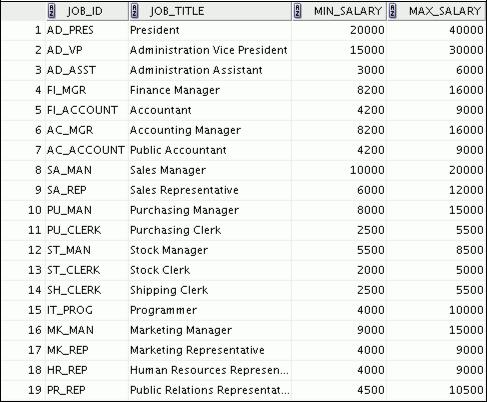 JOB_ID JOB_TITLE MIN_SALARY MAX_SALARY
1 AD_PRES President 20000 40000
2 AD_VP Administration Vice President 15000 30000
3 AD_ASST Administration Assistant 3000 6000
4 FI_MGR Finance Manager 8200 16000
5 FI_ACCOUNT Accountant 4200 9000
6 AC_MGR Accounting Manager 8200 16000
7 AC_ACCOUNT Public Accountant 4200 9000
8 SA_MAN Sales Manager 10000 20000
9 SA_REP Sales Representative 6000 12000
10 PU_MAN Purchasing Manager 8000 15000
11 PU_CLERK Purchasing Clerk 2500 5500
12 ST_MAN Stock Manager 5500 8500
13 ST_CLERK Stock Clerk 2000 5000
14 SH_CLERK Shipping Clerk 2500 5500
15 IT_PROG Programmer 4000 10000
16 MK_MAN Marketing Manager 9000 15000
17 MK_REP Marketing Representative 4000 9000
18 HR_REP Human Resources Represen... 4000 9000
19 PR_REP Public Relations Representat... 4500 10500